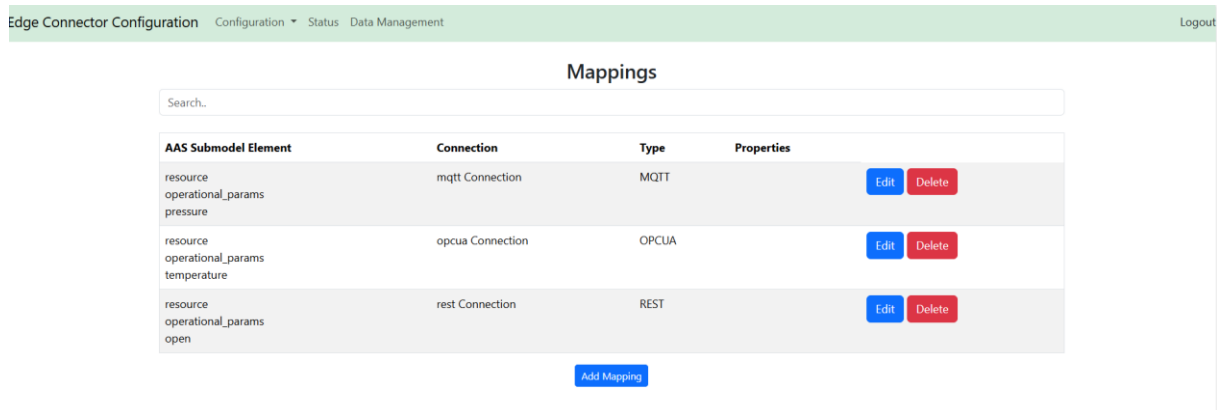 Edge Connector Configuration Configuration Status Data Management Logout
Mappings
Search..
AAS Submodel Element Connection Type Properties
resource mqtt Connection MQTT Edit Delete
operational_params
pressure
resource opcua Connection OPCUA Edit Delete
operational_params
temperature
resource rest Connection REST Edit Delete
operational_params
open
Add Mapping